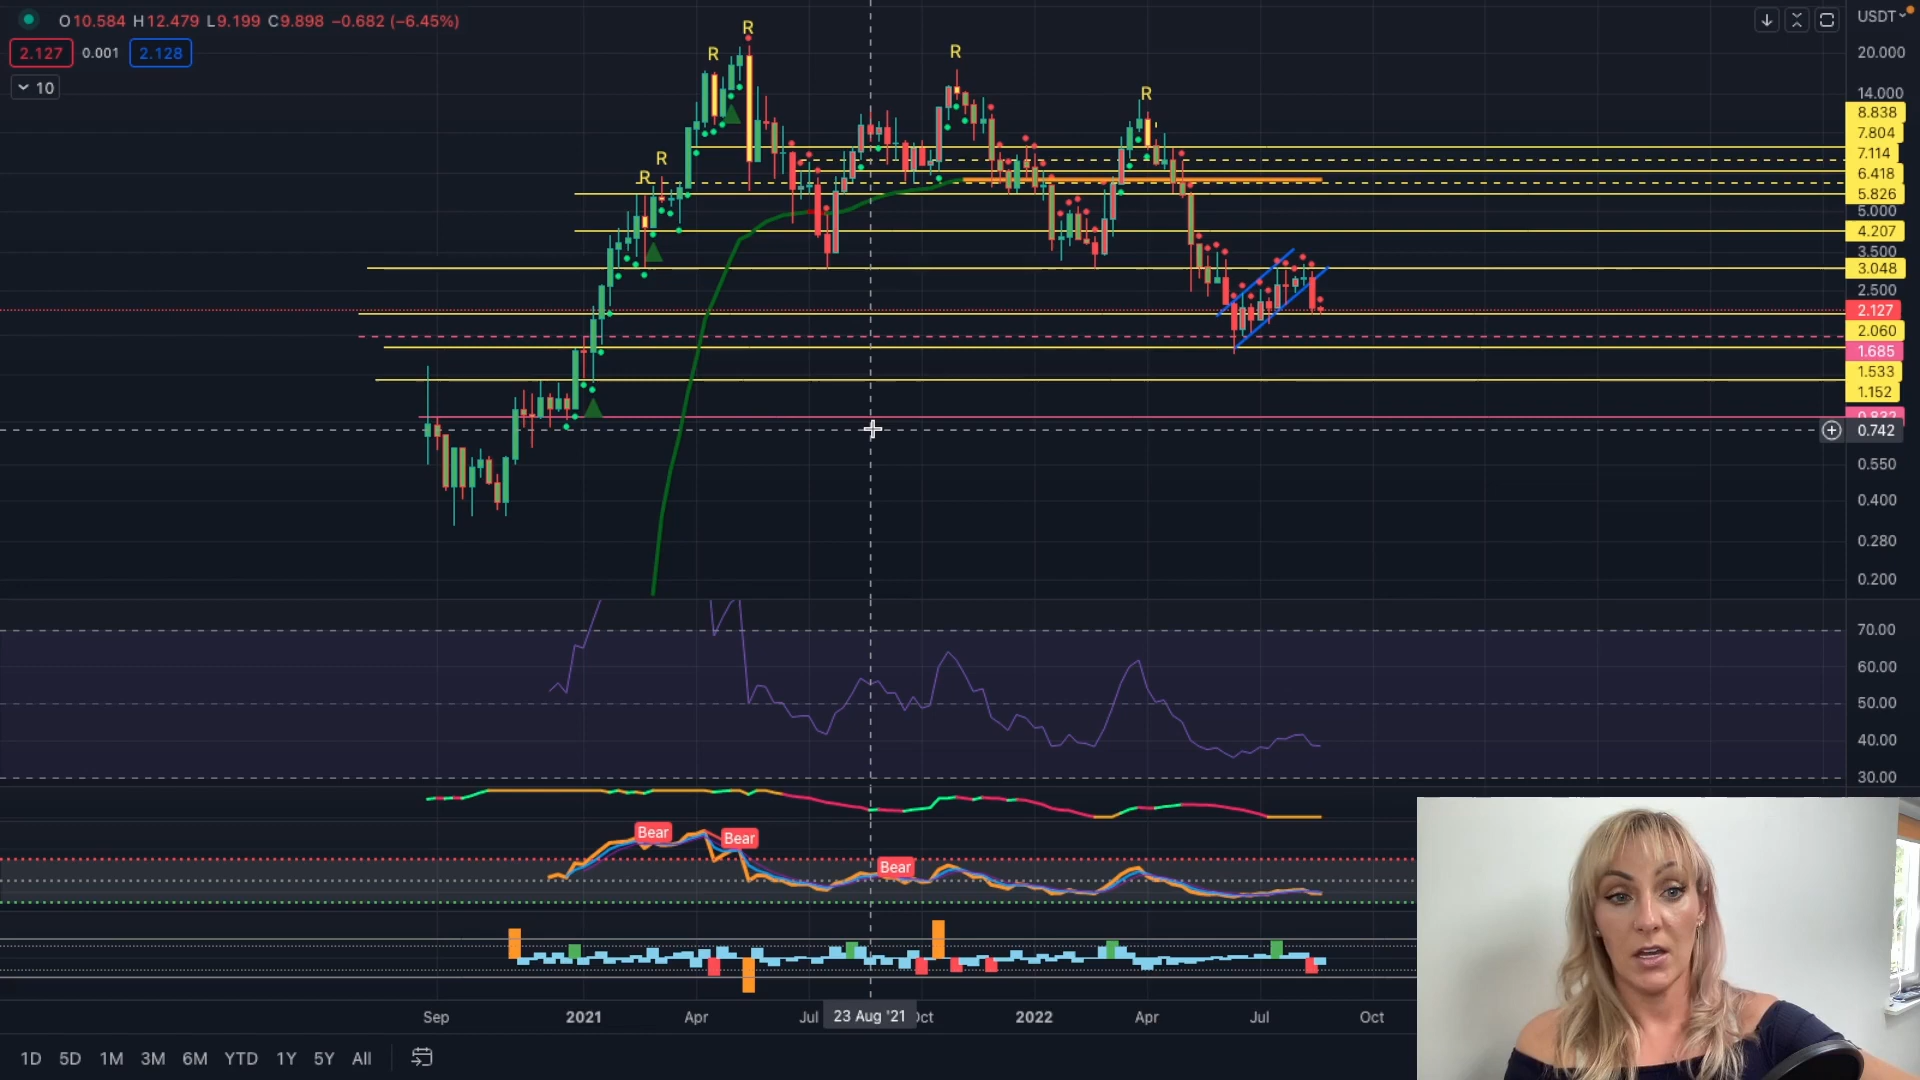 O10.584 H12.479 L9.199 C9.898 −0.682 (−6.45%)
2.127 0.001 2.128
10
USDT
20.000
14.000
8.838
7.804
7.114
6.418
5.826
5.000
4.207
3.500
3.048
2.500
2.127
2.060
1.685
1.533
1.152
0.832
0.742
0.550
0.400
0.280
0.200
R
R
R
R
R
R
70.00
60.00
50.00
40.00
30.00
Bear
Bear
Bear
Sep 2021 Apr Jul 23 Aug '21 Oct 2022 Apr Jul Oct
1D 5D 1M 3M 6M YTD 1Y 5Y All